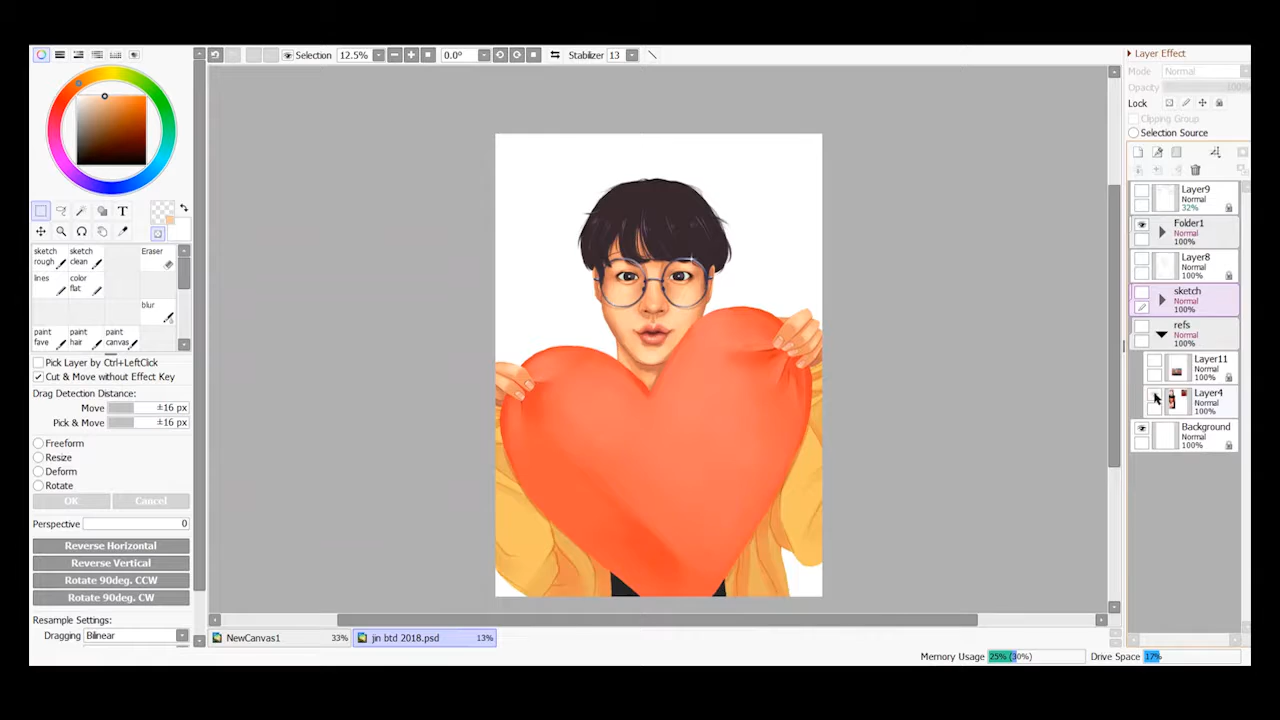 Selection 12.5% 0.0° Stabilizer 13
Layer Effect
Mode Normal
Opacity 100%
Lock
Clipping Group
Selection Source
T
Layer9
Normal
32%
Folder1
Normal
100%
Layer8
Normal
100%
sketch
Normal
100%
refs
Normal
100%
Layer11
Normal
100%
Layer4
Normal
100%
Background
Normal
100%
sketch rough
sketch clean
Eraser
lines
color flat
blur
paint fave
paint hair
paint canvas
Pick Layer by Ctrl+LeftClick
Cut & Move without Effect Key
Drag Detection Distance:
Move ±16 px
Pick & Move ±16 px
Freeform
Resize
Deform
Rotate
OK Cancel
Perspective 0
Reverse Horizontal
Reverse Vertical
Rotate 90deg. CCW
Rotate 90deg. CW
Resample Settings:
Dragging Bilinear
NewCanvas1 33% jin btd 2018.psd 13%
Memory Usage 25% (30%) Drive Space 17%